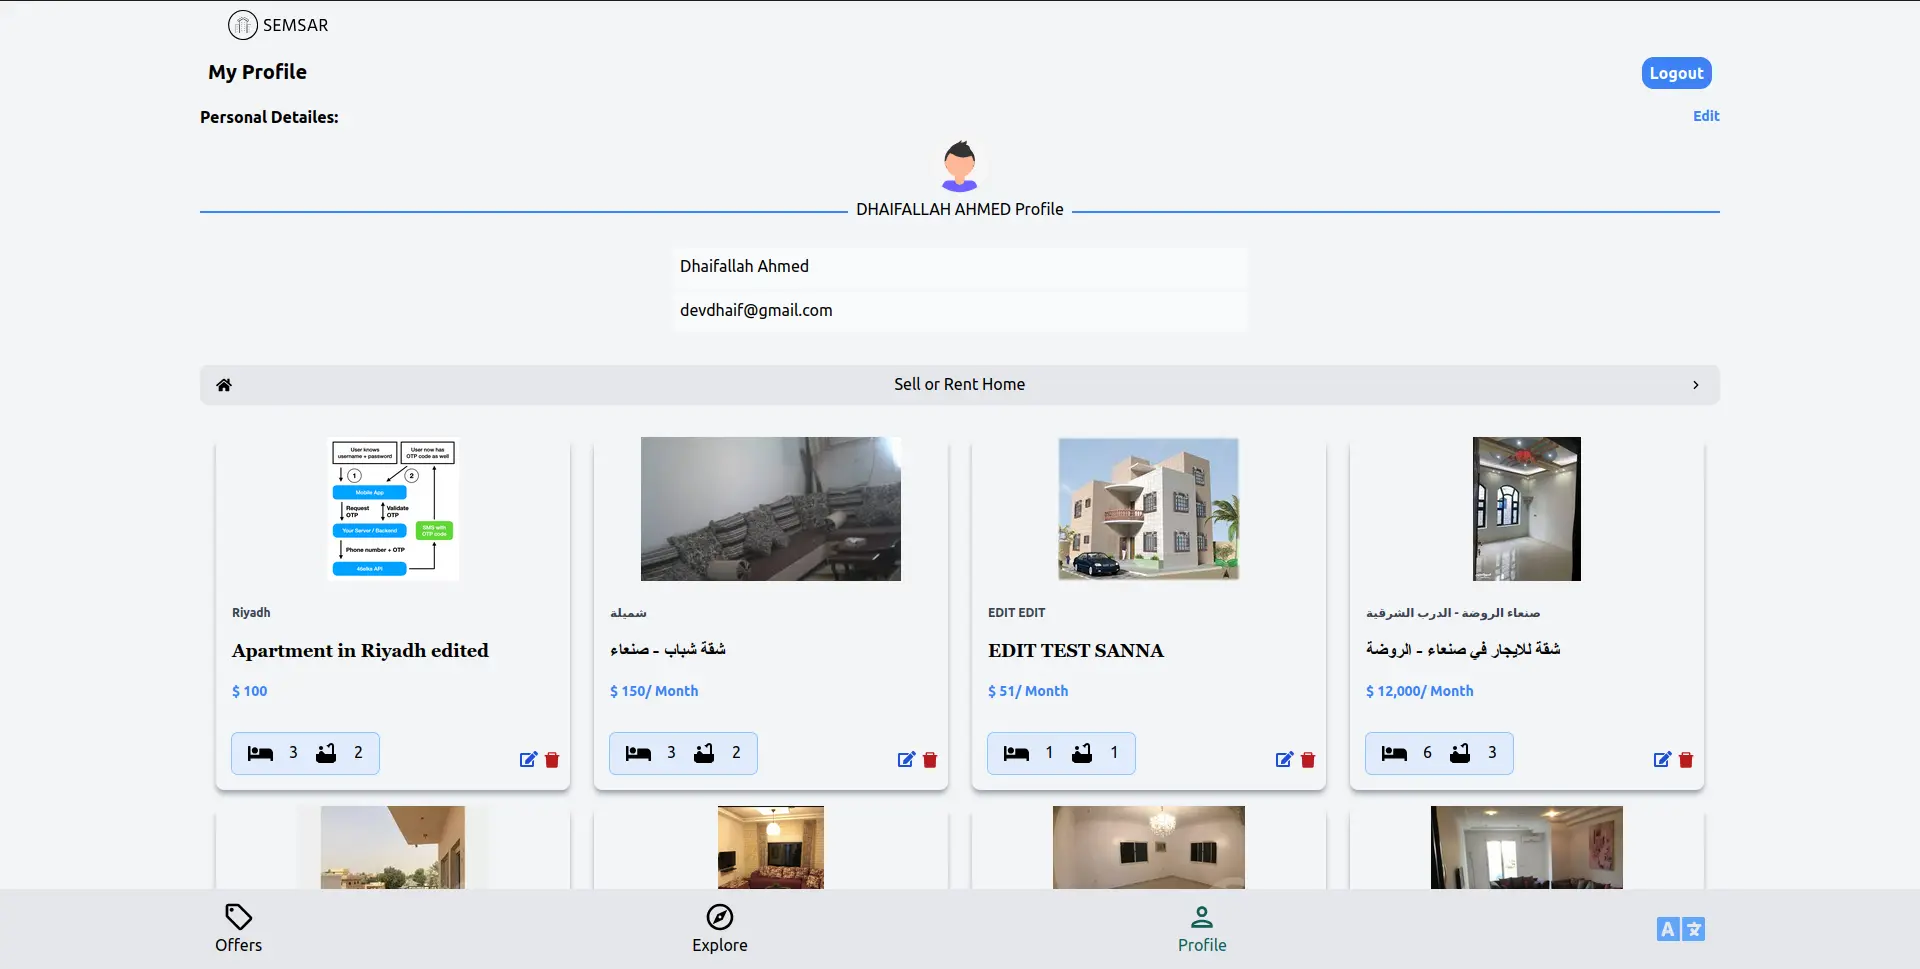 SEMSAR
My Profile
Logout
Personal Detailes:
Edit
DHAIFALLAH AHMED Profile
Dhaifallah Ahmed
devdhaif@gmail.com
Sell or Rent Home
User knows
username + password
User now has
OTP code as well
1
2
Mobile App
Request
OTP
Validate
OTP
Your Server / Backend
SMS with
OTP code
Phone number + OTP
Riyadh
Apartment in Riyadh edited
$ 100
3 2
شميلة
شقة شباب - صنعاء
$ 150/ Month
3 2
EDIT EDIT
EDIT TEST SANNA
$ 51/ Month
1 1
صنعاء الروضة - الدرب الشرقية
شقة للايجار في صنعاء - الروضة
$ 12,000/ Month
6 3
Offers
Explore
Profile
A 文